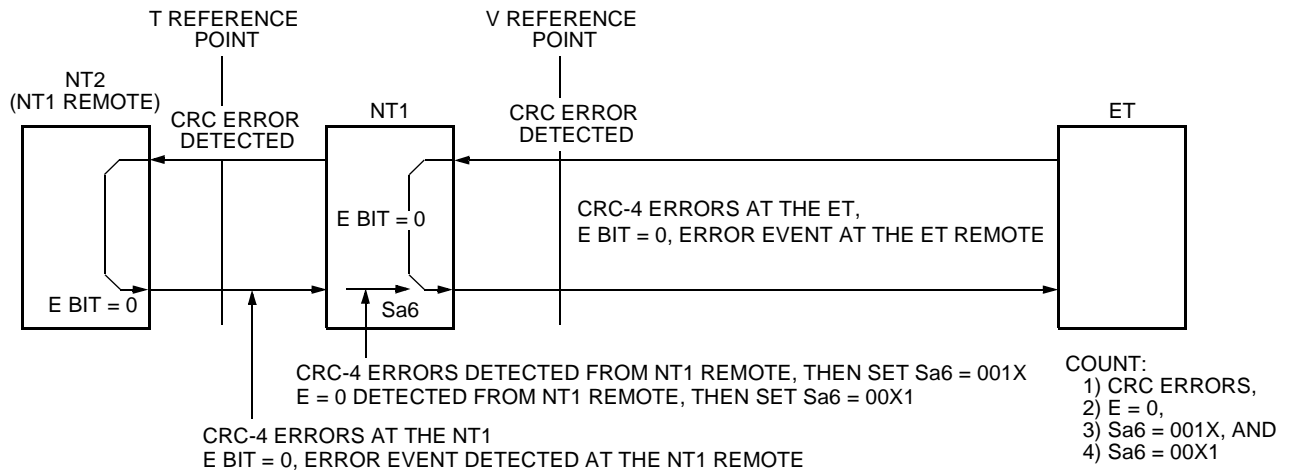 T REFERENCE
POINT
V REFERENCE
POINT
NT2
(NT1 REMOTE)
CRC ERROR
DETECTED
NT1
CRC ERROR
DETECTED
ET
E BIT = 0
CRC-4 ERRORS AT THE ET,
E BIT = 0, ERROR EVENT AT THE ET REMOTE
E BIT = 0
Sa6
CRC-4 ERRORS DETECTED FROM NT1 REMOTE, THEN SET Sa6 = 001X
E = 0 DETECTED FROM NT1 REMOTE, THEN SET Sa6 = 00X1
CRC-4 ERRORS AT THE NT1
E BIT = 0, ERROR EVENT DETECTED AT THE NT1 REMOTE
COUNT:
1) CRC ERRORS,
2) E = 0,
3) Sa6 = 001X, AND
4) Sa6 = 00X1